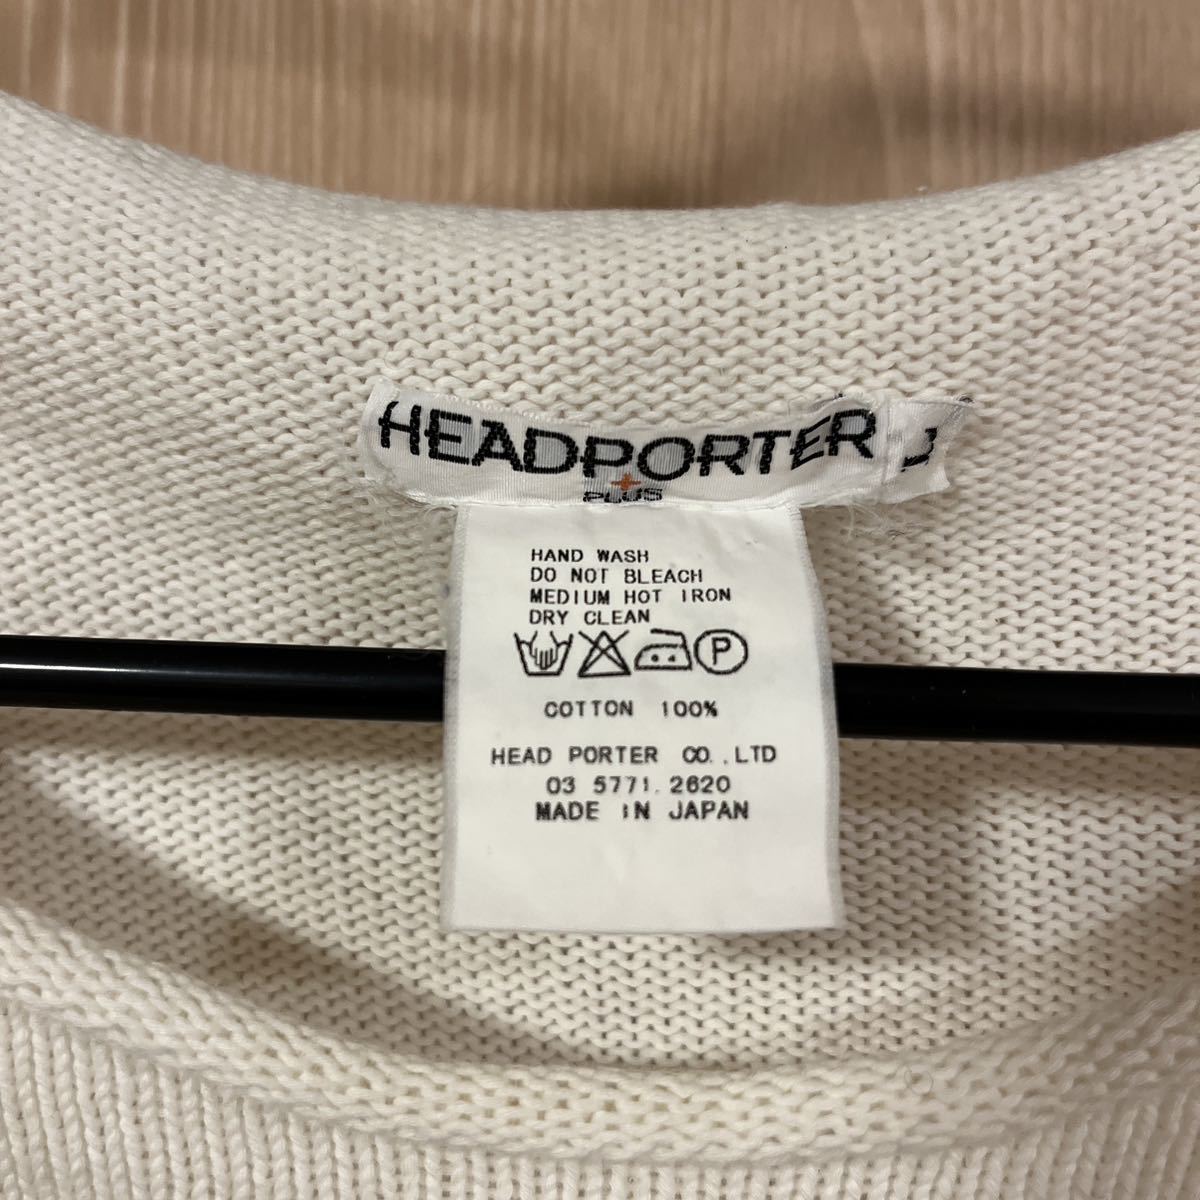 HEADPORTER
+
PLUS
HAND WASH
DO NOT BLEACH
MEDIUM HOT IRON
DRY CLEAN
P
COTTON 100%
HEAD PORTER CO.,LTD
03 5771.2620
MADE IN JAPAN